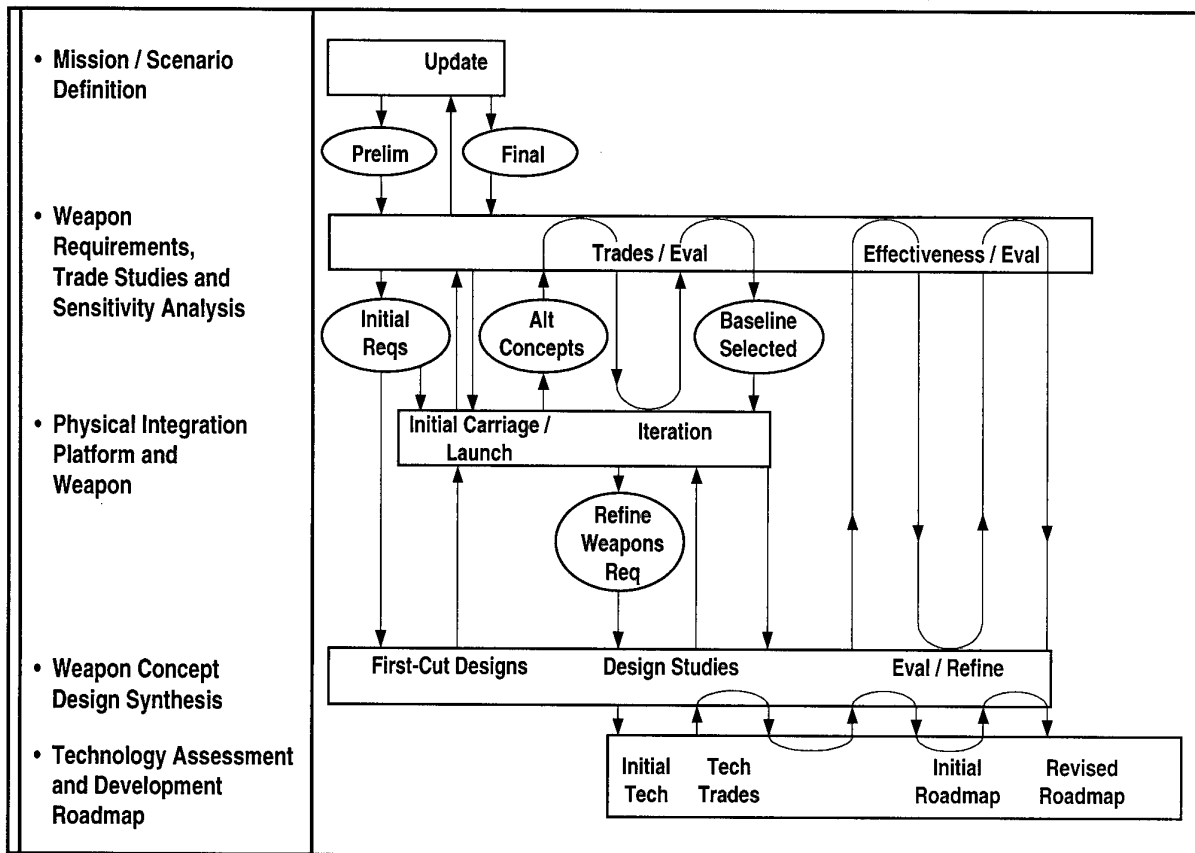 • Mission / Scenario
Definition
Update
Prelim
Final
• Weapon
Requirements,
Trade Studies and
Sensitivity Analysis
Trades / Eval
Effectiveness / Eval
Initial
Reqs
Alt
Concepts
Baseline
Selected
• Physical Integration
Platform and
Weapon
Initial Carriage /
Launch
Iteration
Refine
Weapons
Req
• Weapon Concept
Design Synthesis
First-Cut Designs
Design Studies
Eval / Refine
• Technology Assessment
and Development
Roadmap
Initial
Tech
Tech
Trades
Initial
Roadmap
Revised
Roadmap